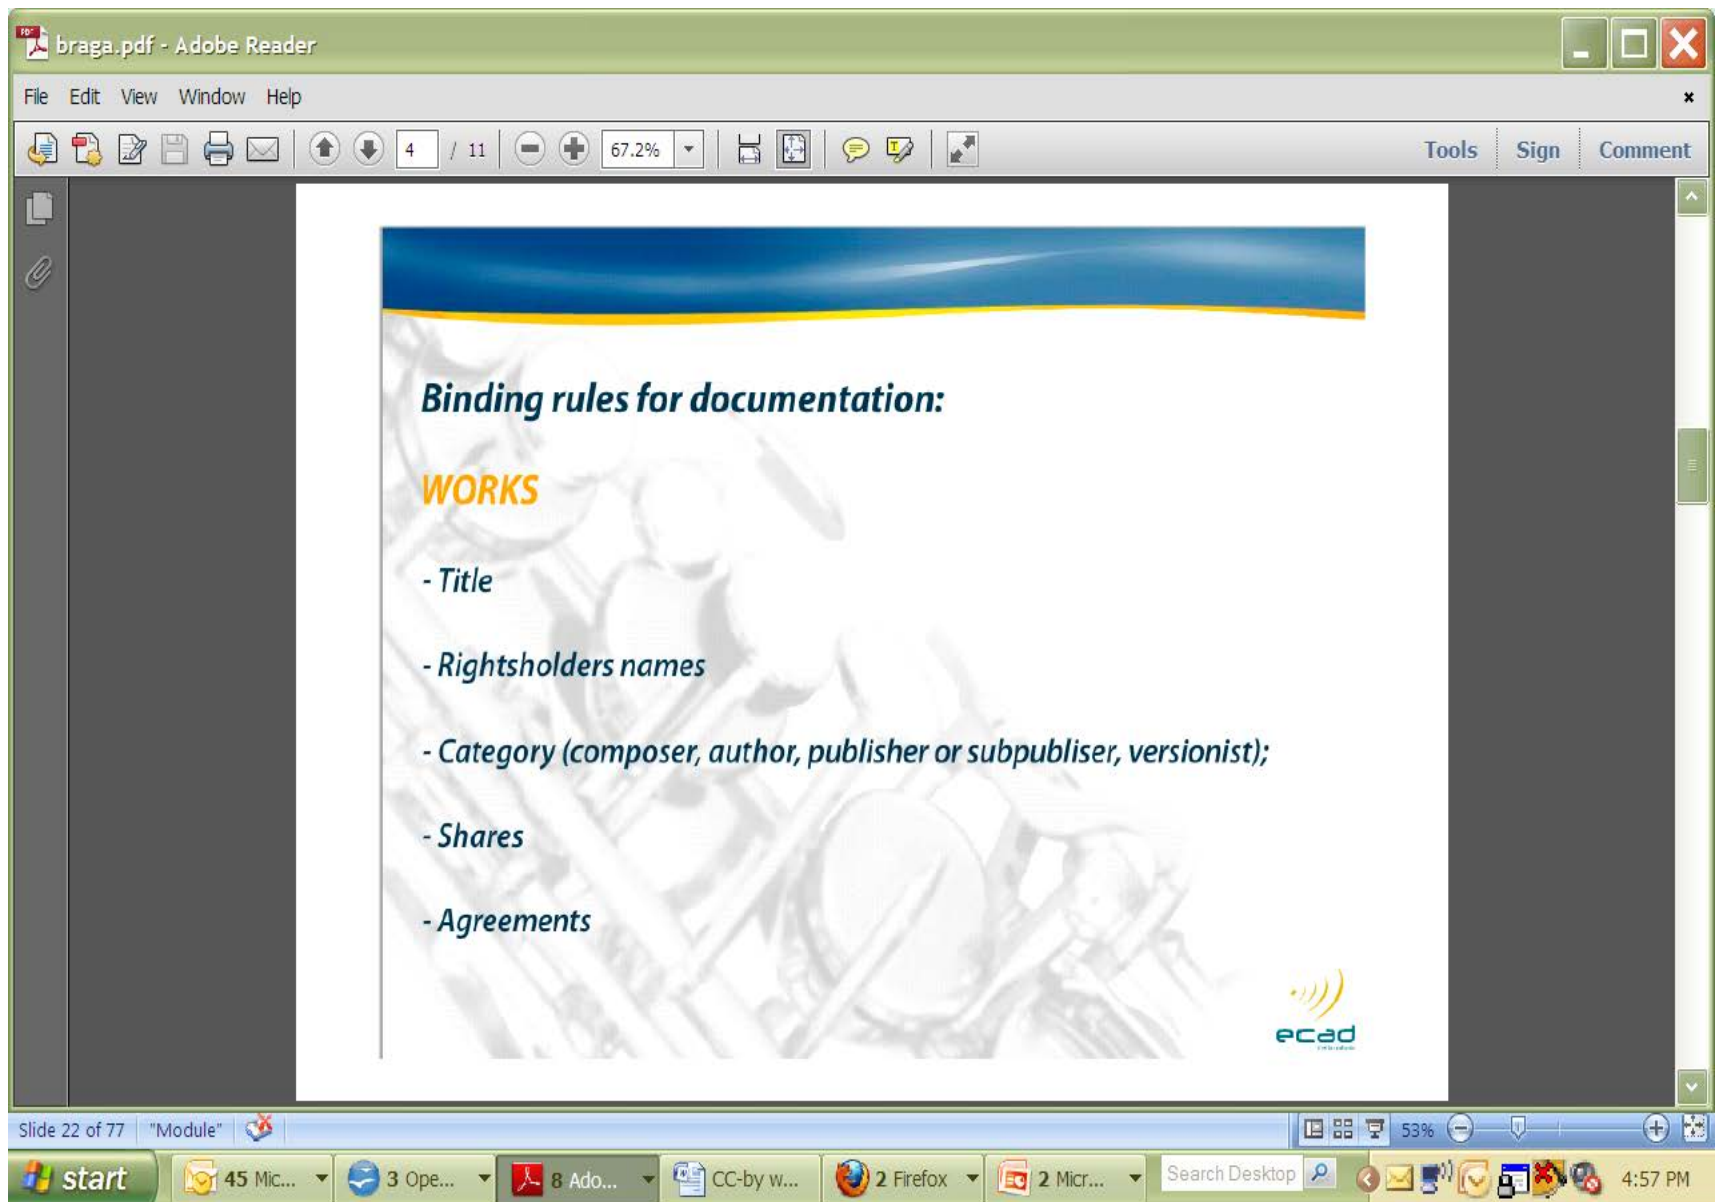 braga.pdf - Adobe Reader
File Edit View Window Help
4 / 11 67.2% Tools Sign Comment
Binding rules for documentation:
WORKS
- Title
- Rightsholders names
- Category (composer, author, publisher or subpubliser, versionist);
- Shares
- Agreements
ecad
Slide 22 of 77 "Module" 53%
start 45 Mic... 3 Ope... 8 Ado... CC-by w... 2 Firefox 2 Micr... Search Desktop 4:57 PM